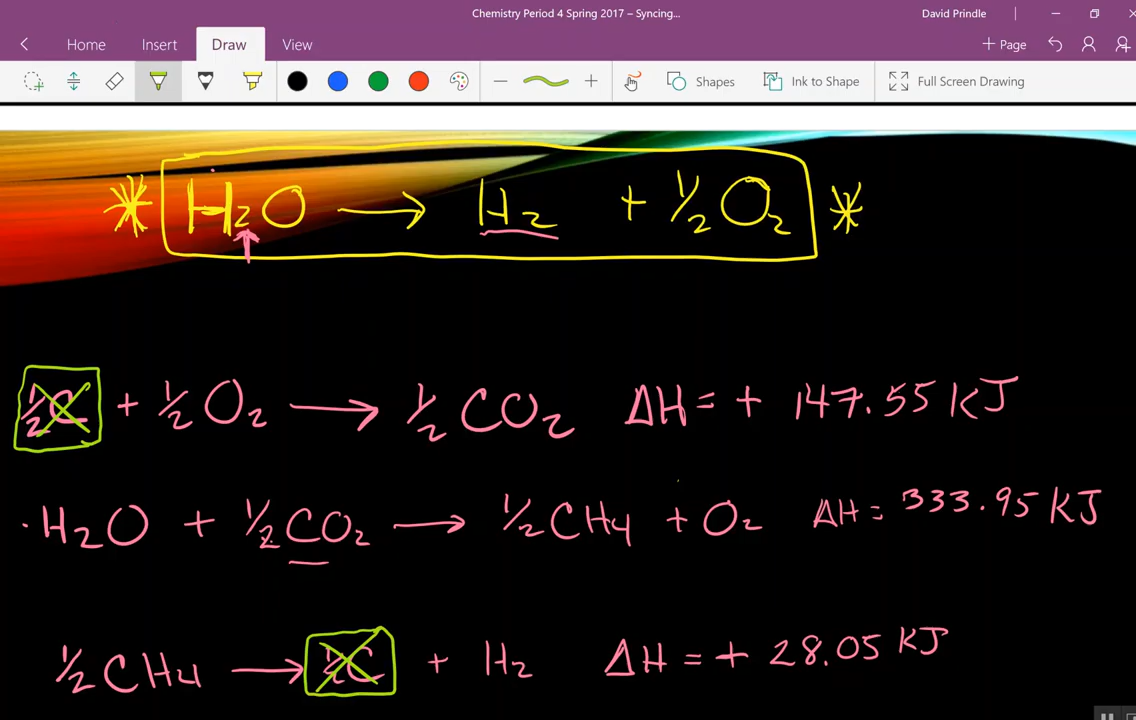 Chemistry Period 4 Spring 2017 – Syncing...
David Prindle
Home Insert Draw View
Page
Shapes Ink to Shape Full Screen Drawing
* H₂O → H₂ + ½O₂ *
½C + ½O₂ → ½CO₂ ΔH = + 147.55 KJ
·H₂O + ½CO₂ → ½CH4 + O₂ ΔH = 333.95 KJ
½CH4 → ½C + H₂ ΔH = + 28.05 KJ